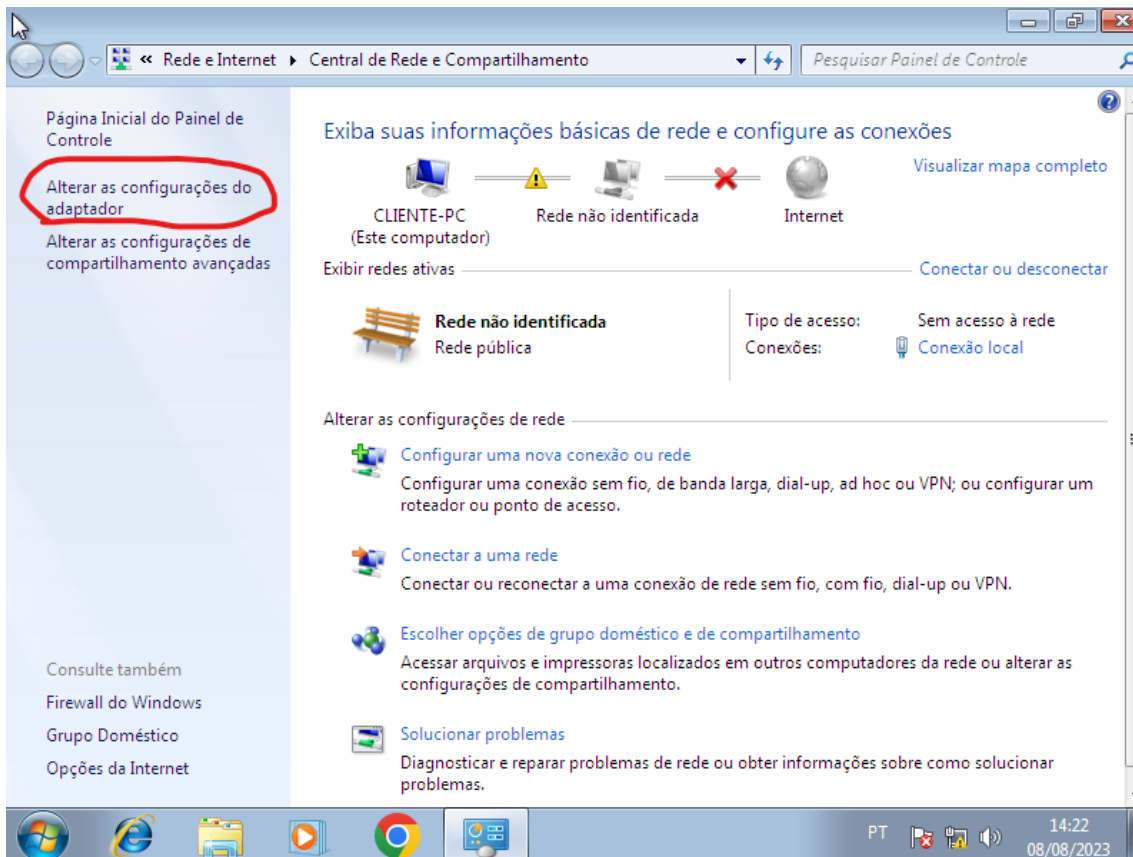 « Rede e Internet ▸ Central de Rede e Compartilhamento
Pesquisar Painel de Controle
Página Inicial do Painel de
Controle
Alterar as configurações do
adaptador
Alterar as configurações de
compartilhamento avançadas
Exiba suas informações básicas de rede e configure as conexões
Visualizar mapa completo
CLIENTE-PC
(Este computador)
Rede não identificada
Internet
Exibir redes ativas
Conectar ou desconectar
Rede não identificada
Rede pública
Tipo de acesso: Sem acesso à rede
Conexões: Conexão local
Alterar as configurações de rede
Configurar uma nova conexão ou rede
Configurar uma conexão sem fio, de banda larga, dial-up, ad hoc ou VPN; ou configurar um
roteador ou ponto de acesso.
Conectar a uma rede
Conectar ou reconectar a uma conexão de rede sem fio, com fio, dial-up ou VPN.
Escolher opções de grupo doméstico e de compartilhamento
Acessar arquivos e impressoras localizados em outros computadores da rede ou alterar as
configurações de compartilhamento.
Solucionar problemas
Diagnosticar e reparar problemas de rede ou obter informações sobre como solucionar
problemas.
Consulte também
Firewall do Windows
Grupo Doméstico
Opções da Internet
PT
14:22
08/08/2023